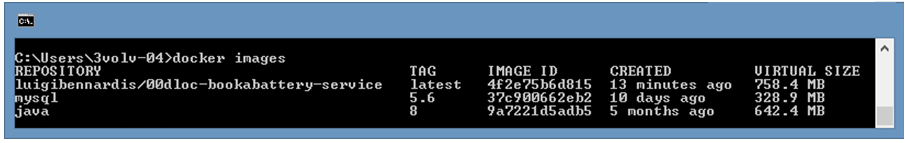 C:\.
C:\Users\3volv-04>docker images
REPOSITORY TAG IMAGE ID CREATED VIRTUAL SIZE
luigibennardis/00dloc-bookabattery-service latest 4f2e75b6d815 13 minutes ago 758.4 MB
mysql 5.6 37c900662eb2 10 days ago 328.9 MB
java 8 9a7221d5adb5 5 months ago 642.4 MB